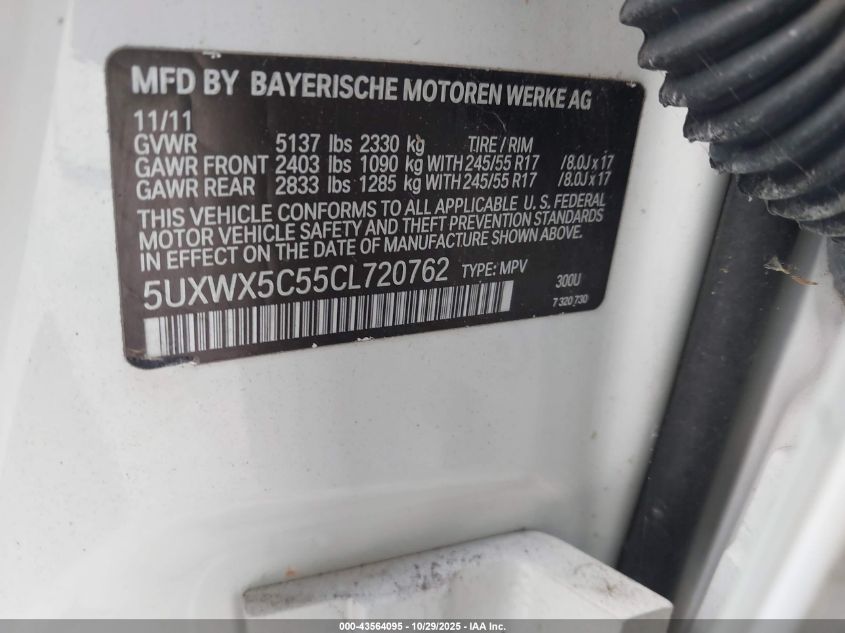 MFD BY BAYERISCHE MOTOREN WERKE AG
11/11
GVWR 5137 lbs 2330 kg TIRE / RIM
GAWR FRONT 2403 lbs 1090 kg WITH 245/55 R17 /8.0J x 17
GAWR REAR 2833 lbs 1285 kg WITH 245/55 R17 /8.0J x 17
THIS VEHICLE CONFORMS TO ALL APPLICABLE U. S. FEDERAL
MOTOR VEHICLE SAFETY AND THEFT PREVENTION STANDARDS
IN EFFECT ON THE DATE OF MANUFACTURE SHOWN ABOVE.
5UXWX5C55CL720762 TYPE: MPV 300U
7 320 730
000-43564095 - 10/29/2025 - IAA Inc.